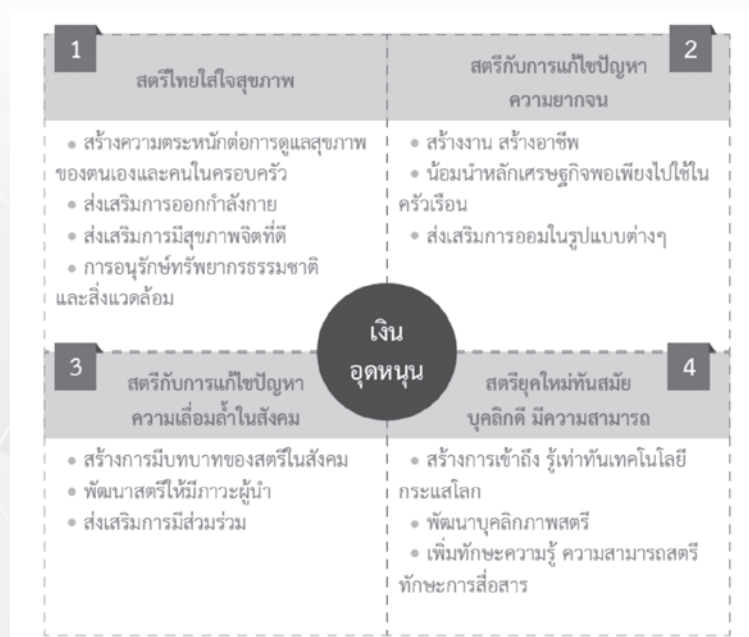 1
สตรีไทยใส่ใจสุขภาพ
• สร้างความตระหนักต่อการดูแลสุขภาพ
ของตนเองและคนในครอบครัว
• ส่งเสริมการออกกำลังกาย
• ส่งเสริมการมีสุขภาพจิตที่ดี
• การอนุรักษ์ทรัพยากรธรรมชาติ
และสิ่งแวดล้อม
2
สตรีกับการแก้ไขปัญหา
ความยากจน
• สร้างงาน สร้างอาชีพ
• น้อมนำหลักเศรษฐกิจพอเพียงไปใช้ใน
ครัวเรือน
• ส่งเสริมการออมในรูปแบบต่างๆ
เงิน
อุดหนุน
3
สตรีกับการแก้ไขปัญหา
ความเลื่อมล้ำในสังคม
• สร้างการมีบทบาทของสตรีในสังคม
• พัฒนาสตรีให้มีภาวะผู้นำ
• ส่งเสริมการมีส่วนร่วม
4
สตรียุคใหม่ทันสมัย
บุคลิกดี มีความสามารถ
• สร้างการเข้าถึง รู้เท่าทันเทคโนโลยี
กระแสโลก
• พัฒนาบุคลิกภาพสตรี
• เพิ่มทักษะความรู้ ความสามารถสตรี
ทักษะการสื่อสาร